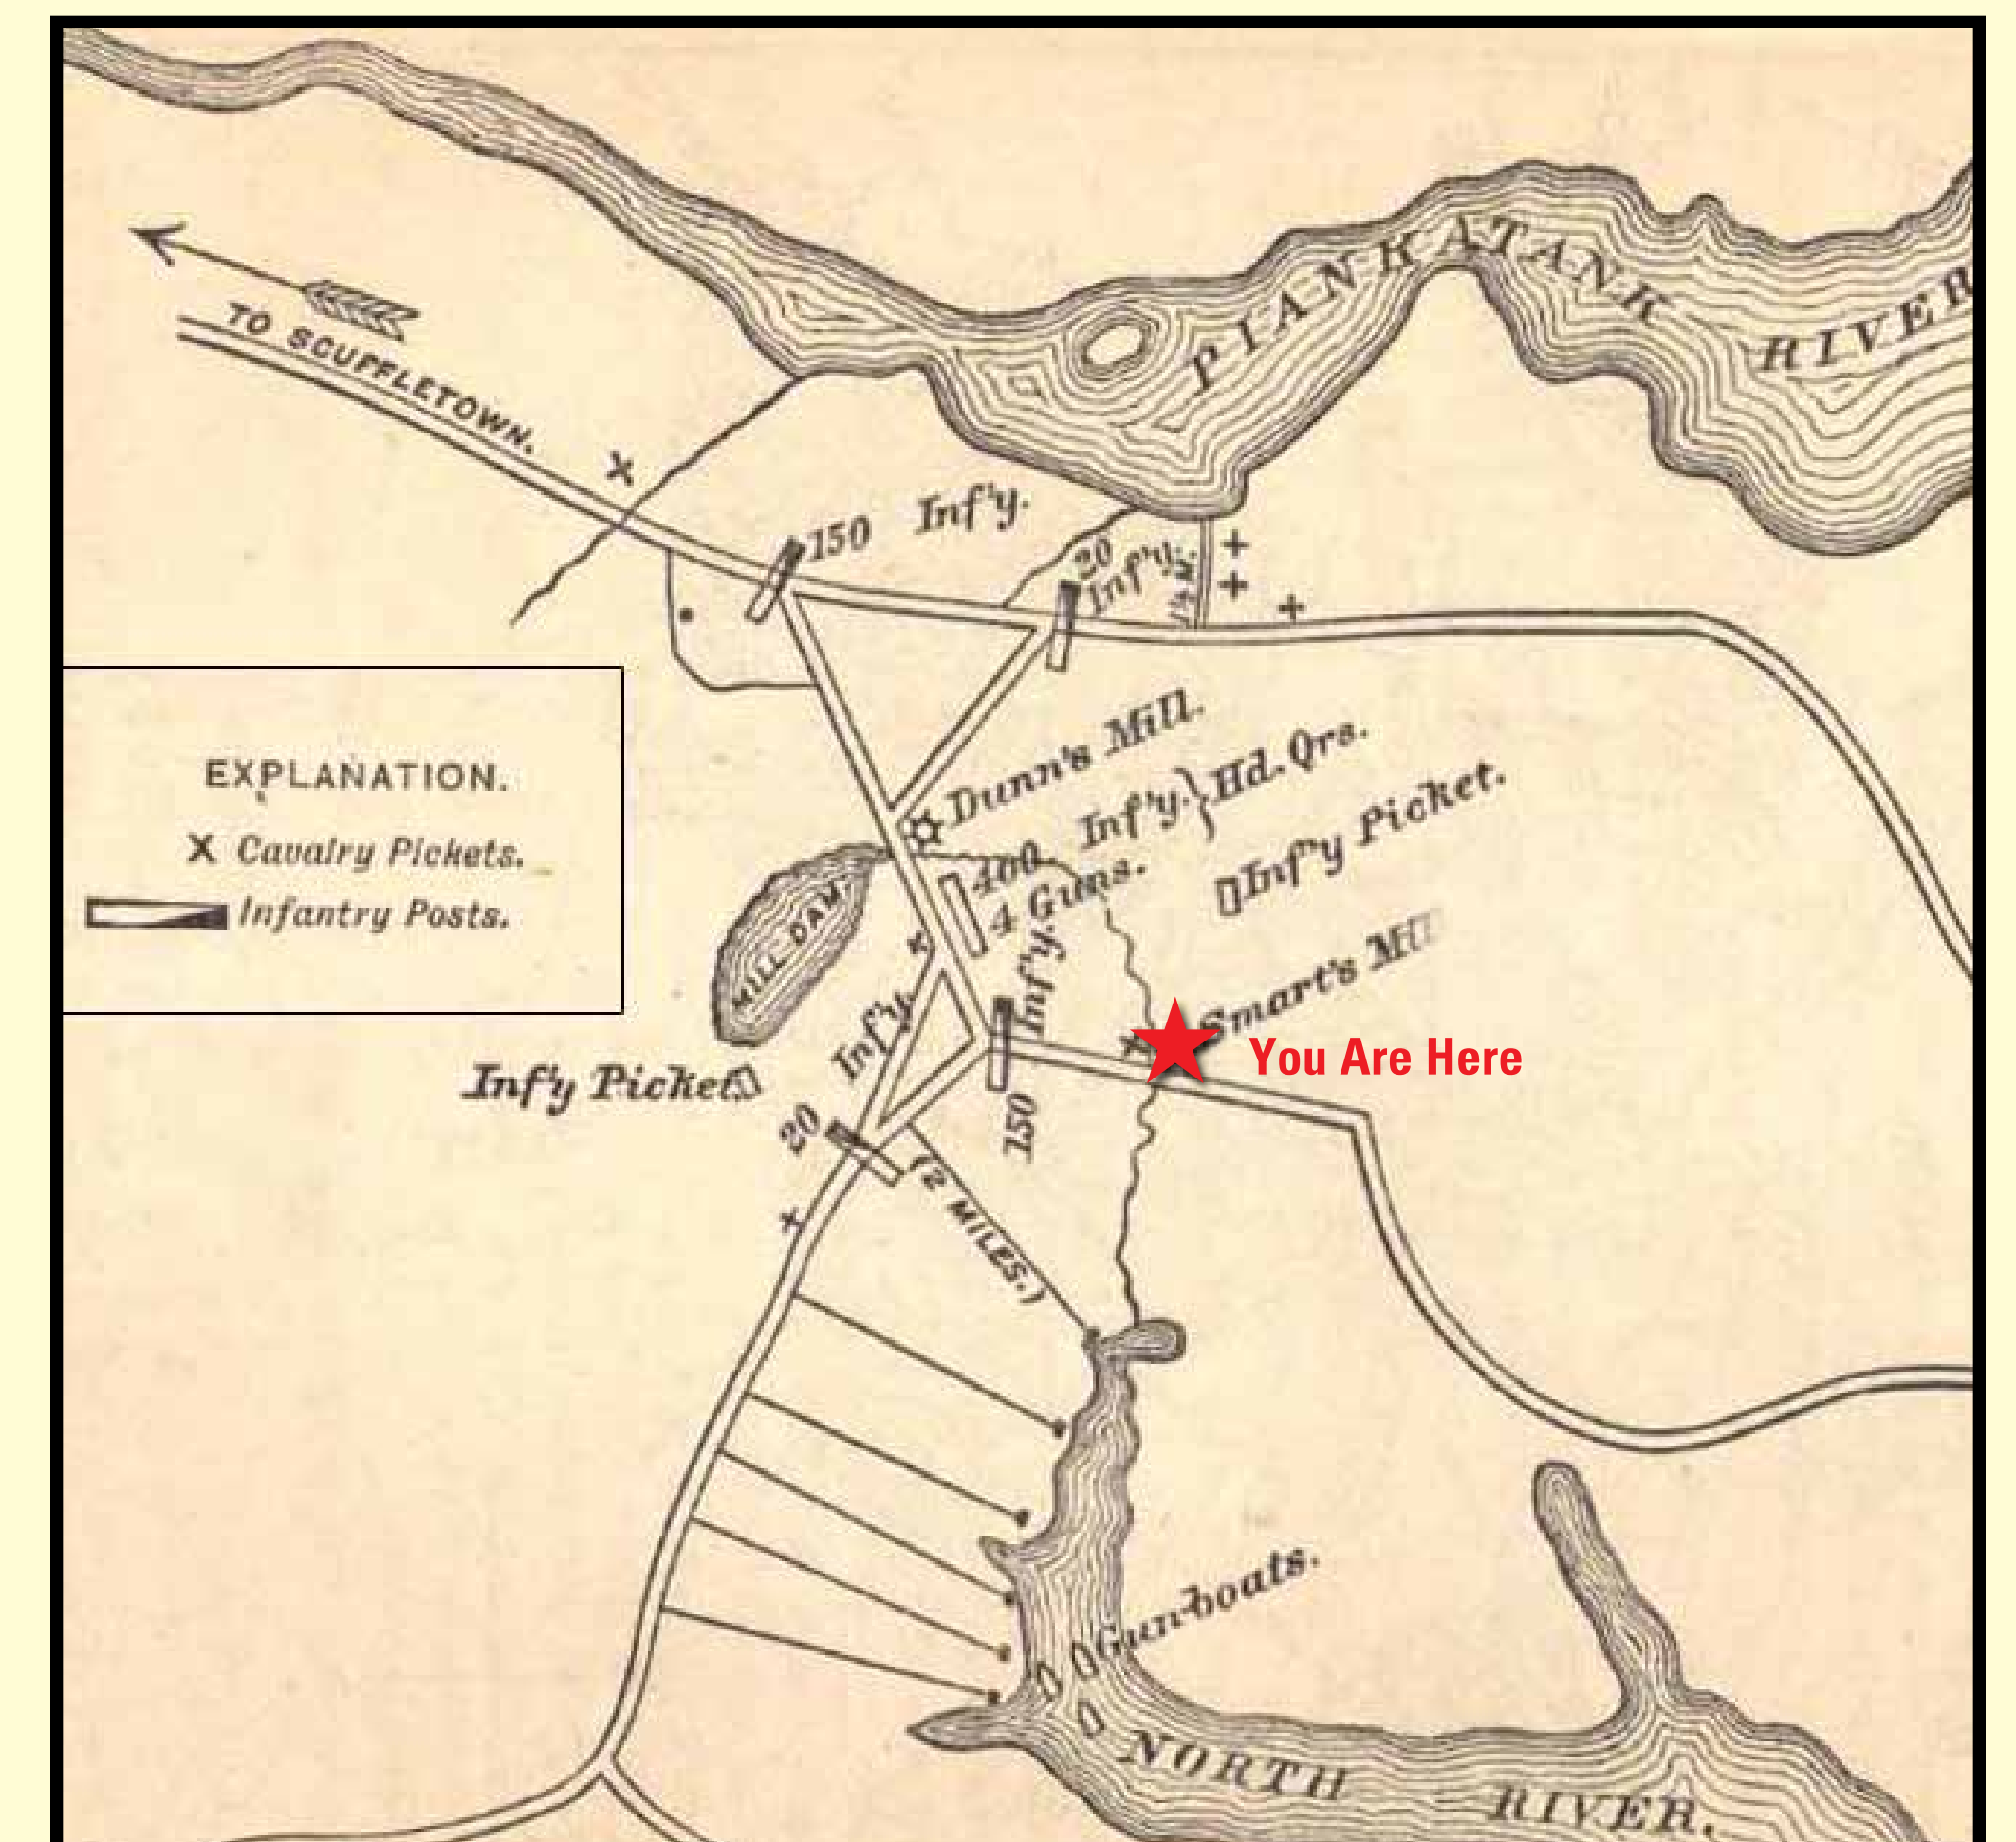 PIANKATANK RIVER
TO SCUFFLETOWN.
150 Inf'y.
20
Inf'y.
EXPLANATION.
X Cavalry Pickets.
Infantry Posts.
Dunn's Mill.
400 Inf'y. } Hd. Qrs.
4 Guns.
Inf'y Picket.
MILL DAM
Inf'y.
150
Smart's Mill
You Are Here
Inf'y Picket
20
Inf'y.
(2 MILES.)
Gunboats.
NORTH RIVER.